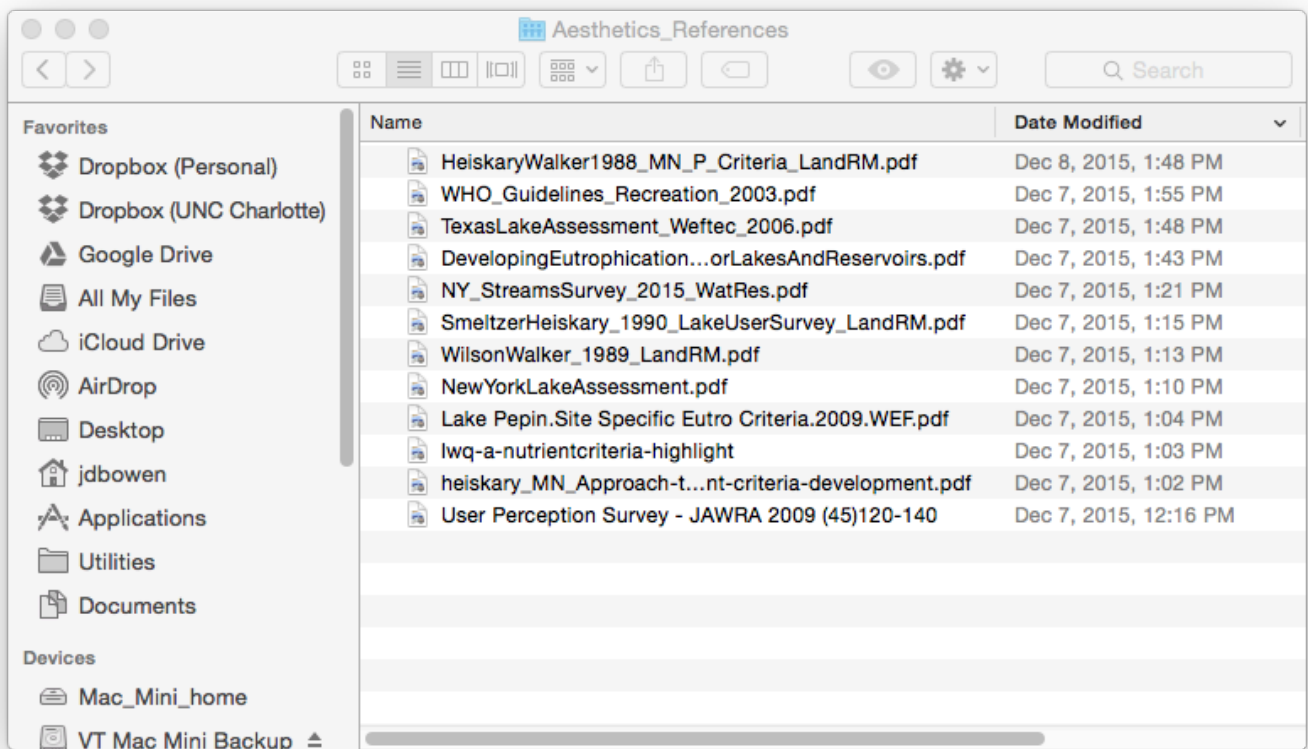 Aesthetics_References
Search
Favorites
Dropbox (Personal)
Dropbox (UNC Charlotte)
Google Drive
All My Files
iCloud Drive
AirDrop
Desktop
jdbowen
Applications
Utilities
Documents
Devices
Mac_Mini_home
VT Mac Mini Backup
Name Date Modified
HeiskaryWalker1988_MN_P_Criteria_LandRM.pdf Dec 8, 2015, 1:48 PM
WHO_Guidelines_Recreation_2003.pdf Dec 7, 2015, 1:55 PM
TexasLakeAssessment_Weftec_2006.pdf Dec 7, 2015, 1:48 PM
DevelopingEutrophication...orLakesAndReservoirs.pdf Dec 7, 2015, 1:43 PM
NY_StreamsSurvey_2015_WatRes.pdf Dec 7, 2015, 1:21 PM
SmeltzerHeiskary_1990_LakeUserSurvey_LandRM.pdf Dec 7, 2015, 1:15 PM
WilsonWalker_1989_LandRM.pdf Dec 7, 2015, 1:13 PM
NewYorkLakeAssessment.pdf Dec 7, 2015, 1:10 PM
Lake Pepin.Site Specific Eutro Criteria.2009.WEF.pdf Dec 7, 2015, 1:04 PM
lwq-a-nutrientcriteria-highlight Dec 7, 2015, 1:03 PM
heiskary_MN_Approach-t...nt-criteria-development.pdf Dec 7, 2015, 1:02 PM
User Perception Survey - JAWRA 2009 (45)120-140 Dec 7, 2015, 12:16 PM